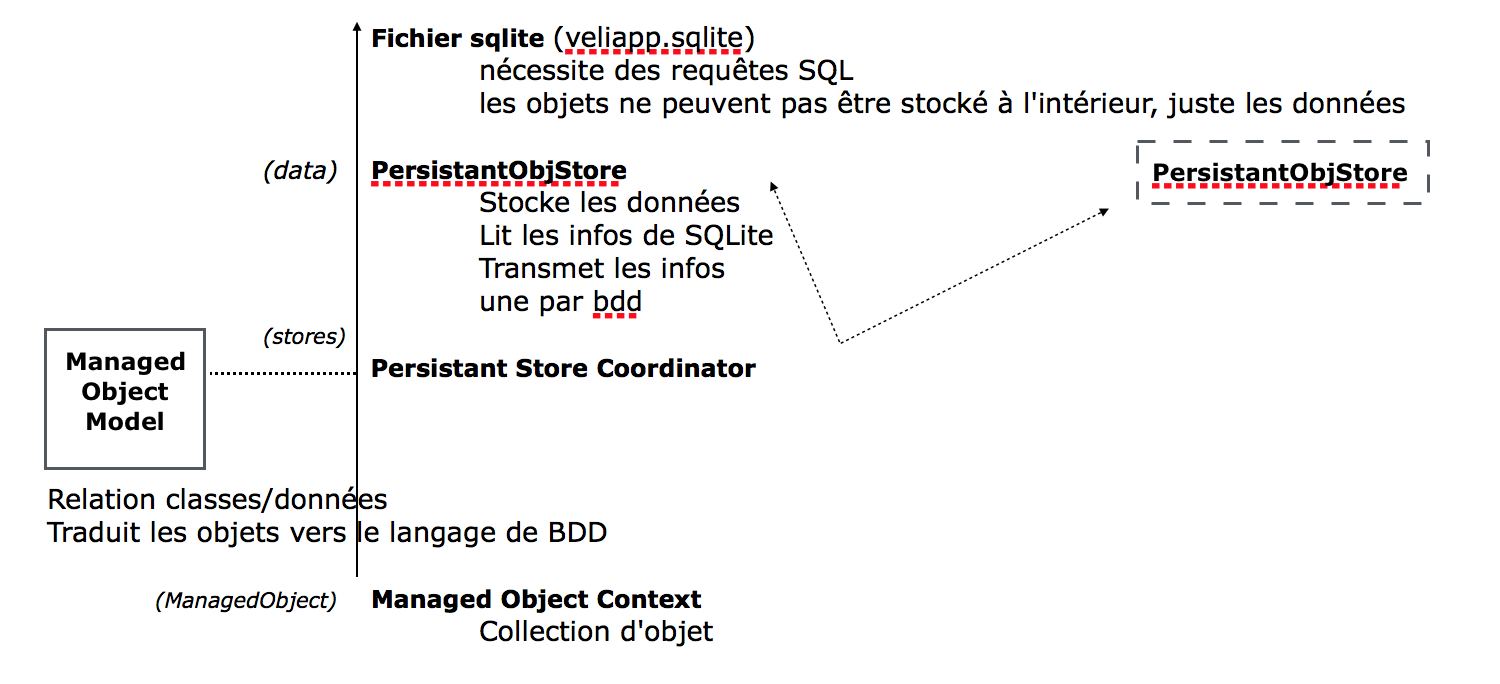 Fichier sqlite (veliapp.sqlite)
nécessite des requêtes SQL
les objets ne peuvent pas être stocké à l'intérieur, juste les données
(data)
PersistantObjStore
PersistantObjStore
Stocke les données
Lit les infos de SQLite
Transmet les infos
une par bdd
(stores)
Persistant Store Coordinator
Managed
Object
Model
Relation classes/données
Traduit les objets vers le langage de BDD
(ManagedObject)
Managed Object Context
Collection d'objet